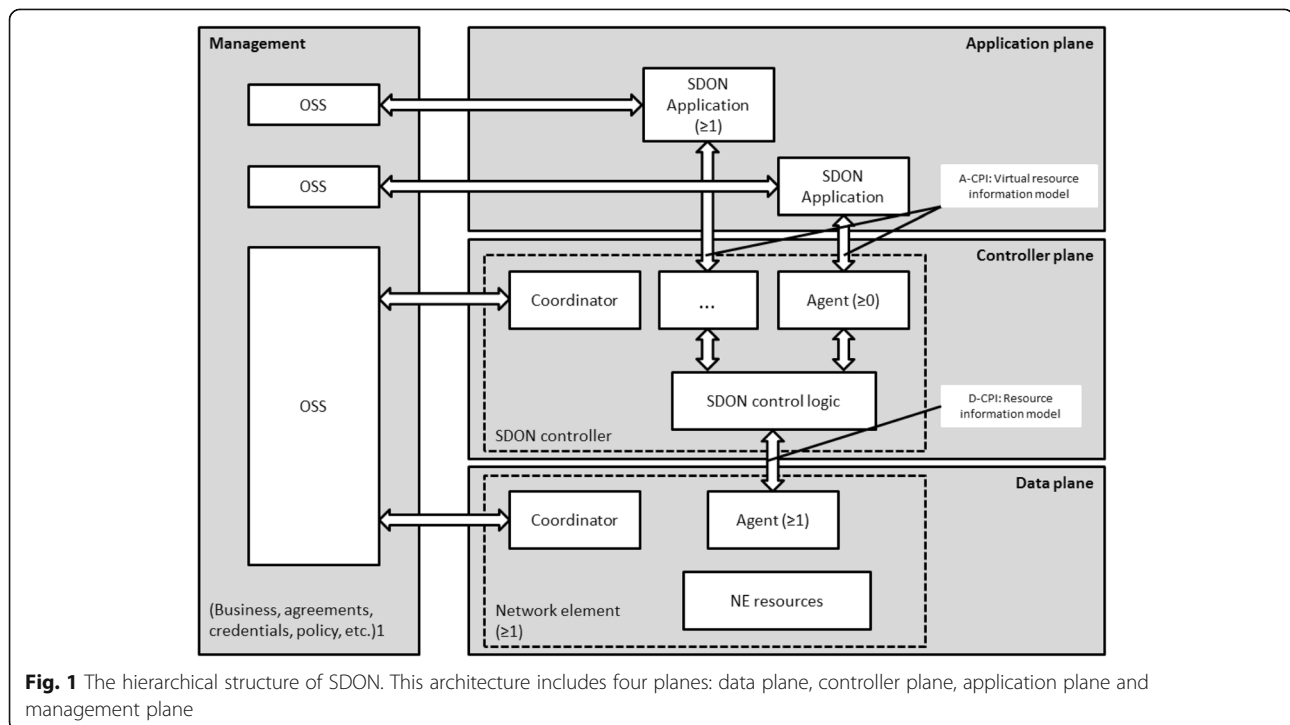 Management
OSS
OSS
OSS
(Business, agreements,
credentials, policy, etc.)1
Application plane
SDON
Application
(≥1)
SDON
Application
A-CPI: Virtual resource
information model
Controller plane
Coordinator
...
Agent (≥0)
SDON control logic
SDON controller
D-CPI: Resource
information model
Data plane
Coordinator
Agent (≥1)
NE resources
Network element
(≥1)
Fig. 1 The hierarchical structure of SDON. This architecture includes four planes: data plane, controller plane, application plane and
management plane